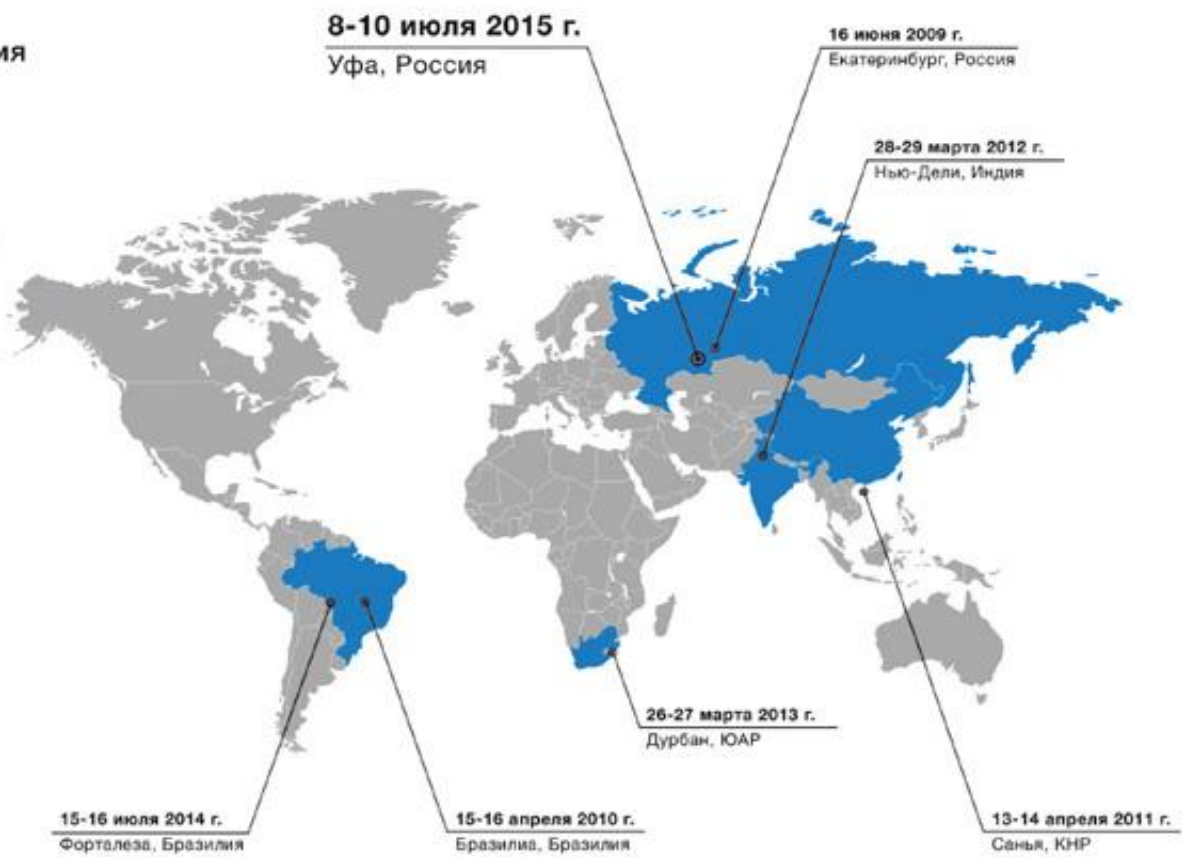 8-10 июля 2015 г.
Уфа, Россия
16 июня 2009 г.
Екатеринбург, Россия
28-29 марта 2012 г.
Нью-Дели, Индия
26-27 марта 2013 г.
Дурбан, ЮАР
15-16 июля 2014 г.
Форталеза, Бразилия
15-16 апреля 2010 г.
Бразилиа, Бразилия
13-14 апреля 2011 г.
Санья, КНР